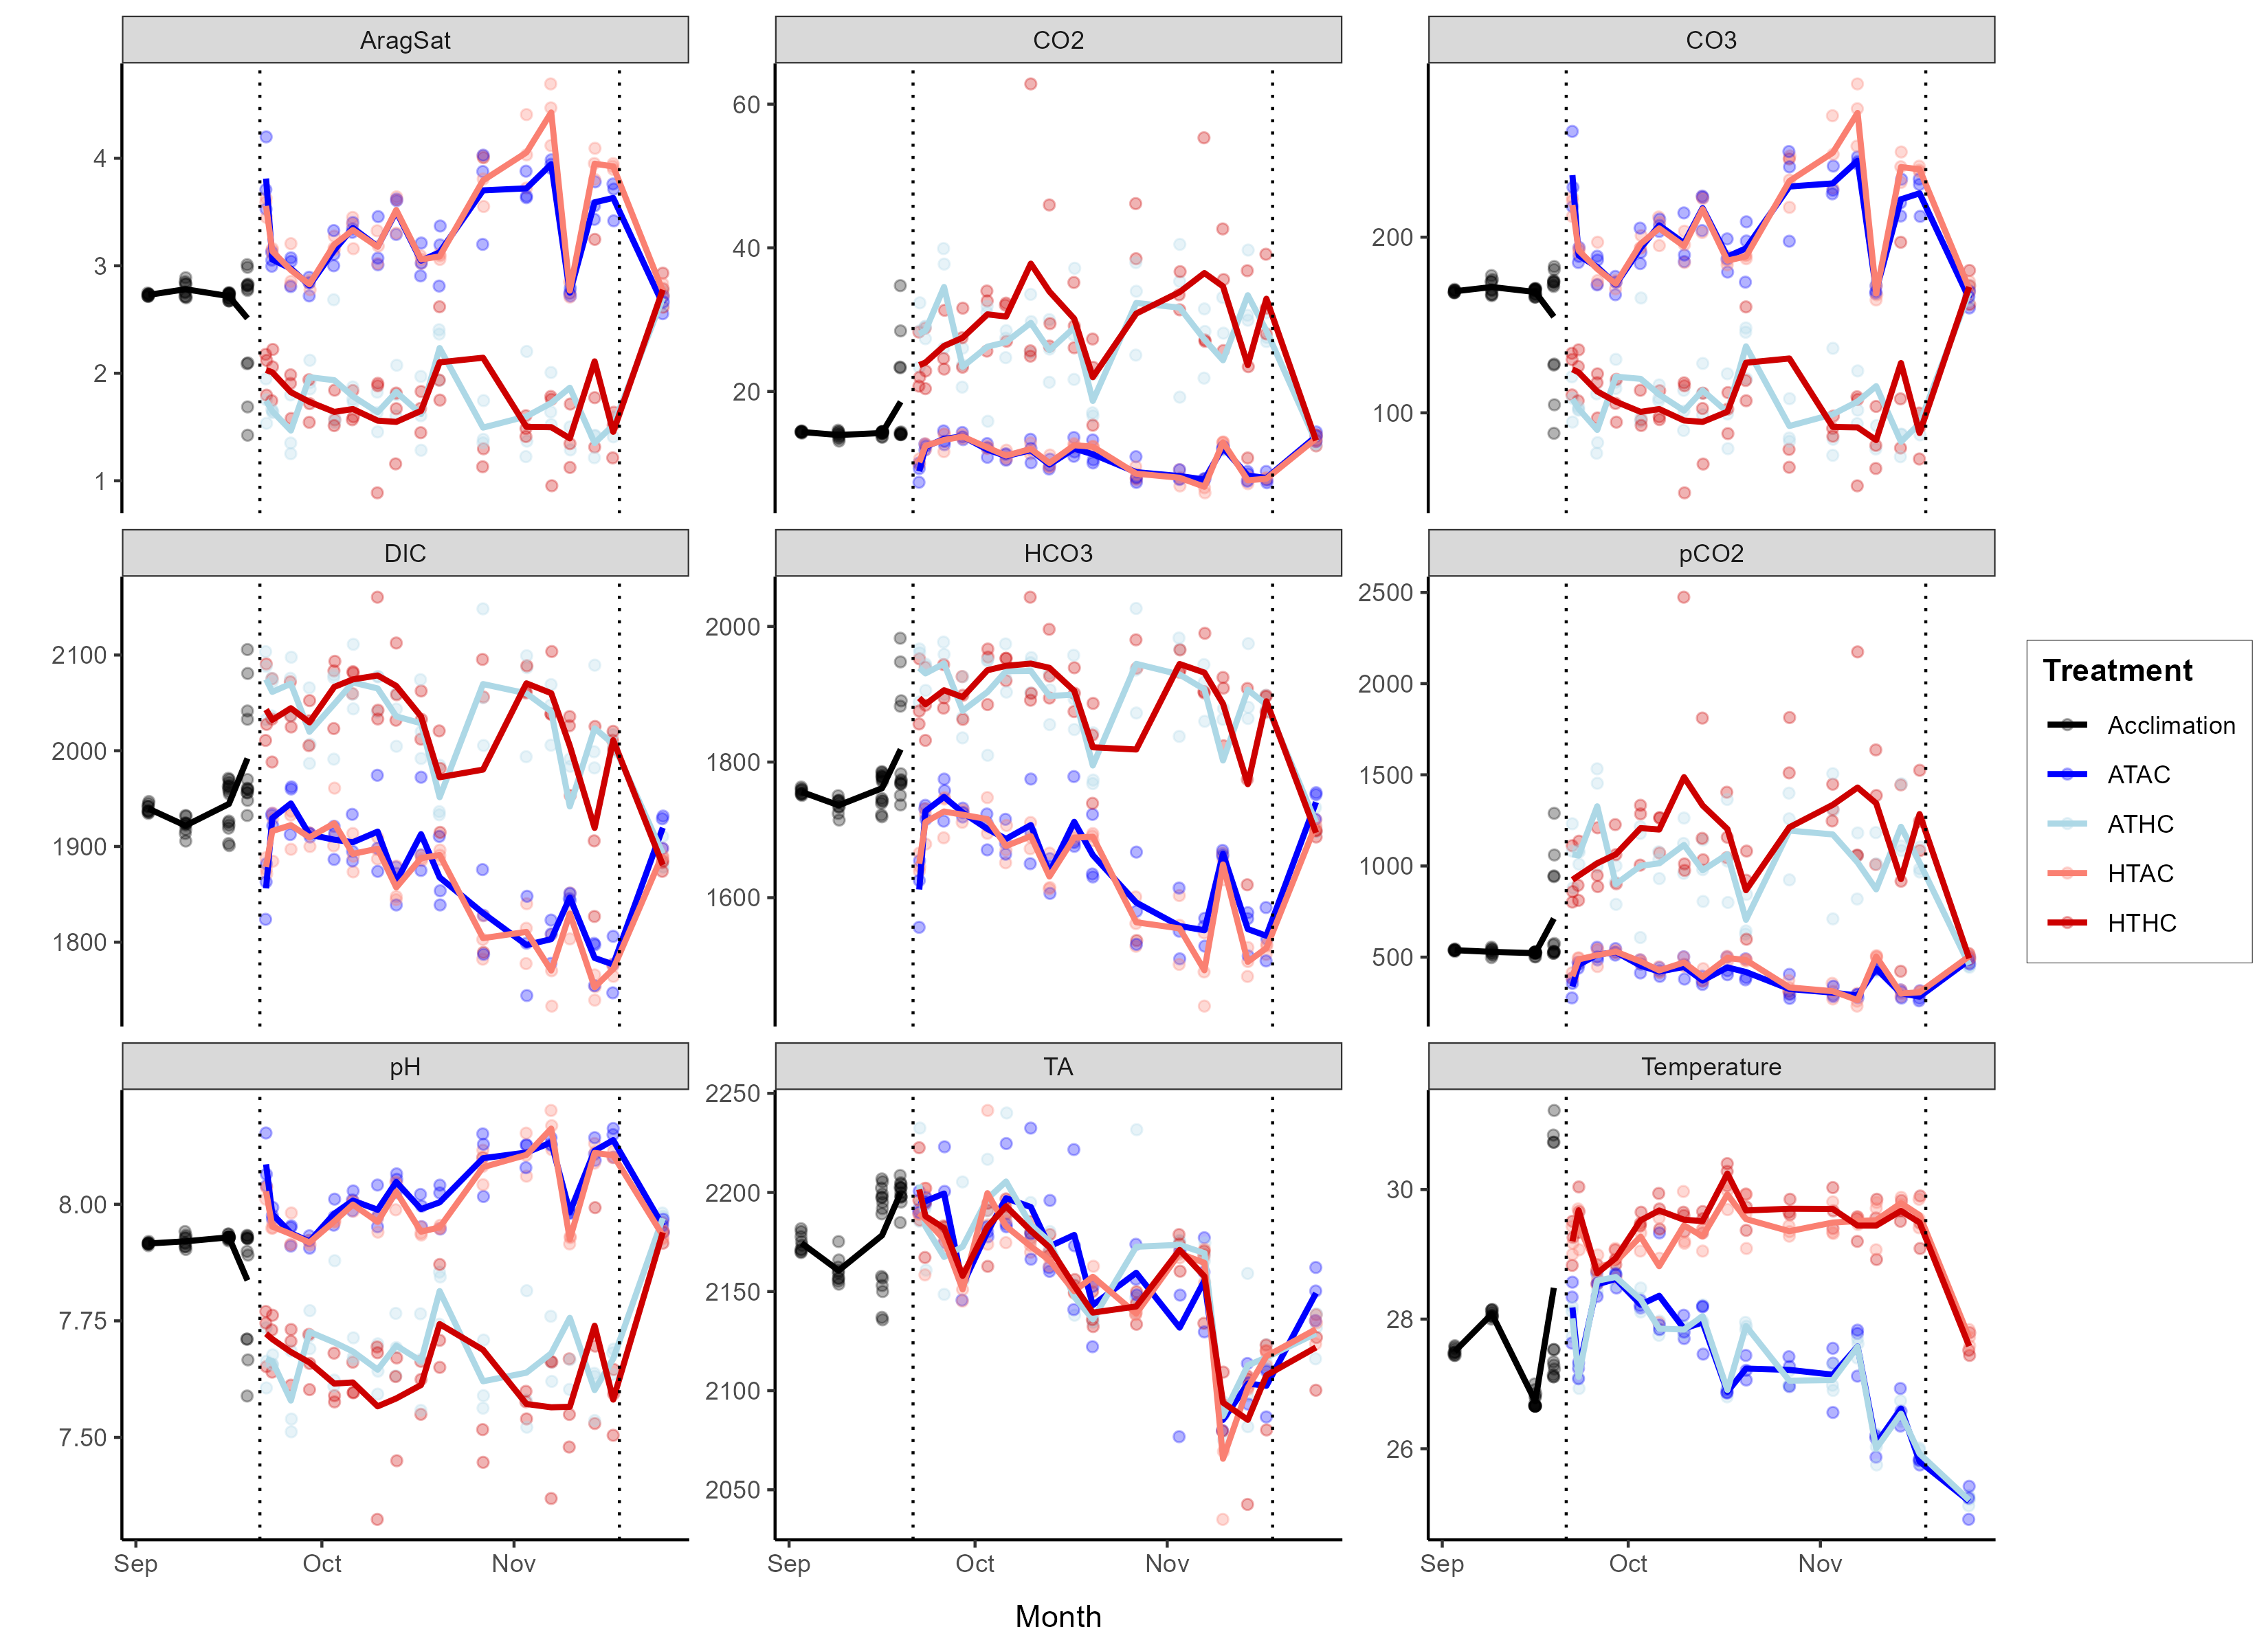 AragSat
CO2
CO3
4
3
2
1
60
40
20
200
100
DIC
HCO3
pCO2
2100
2000
1900
1800
2000
1800
1600
2500
2000
1500
1000
500
Treatment
Acclimation
ATAC
ATHC
HTAC
HTHC
pH
TA
Temperature
8.00
7.75
7.50
2250
2200
2150
2100
2050
30
28
26
Sep Oct Nov
Sep Oct Nov
Sep Oct Nov
Month